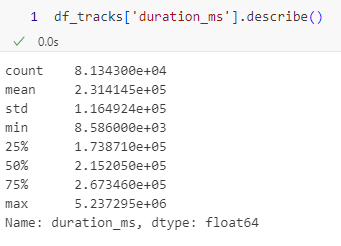 1 df_tracks['duration_ms'].describe()
0.0s
count 8.134300e+04
mean 2.314145e+05
std 1.164924e+05
min 8.586000e+03
25% 1.738710e+05
50% 2.152050e+05
75% 2.673460e+05
max 5.237295e+06
Name: duration_ms, dtype: float64